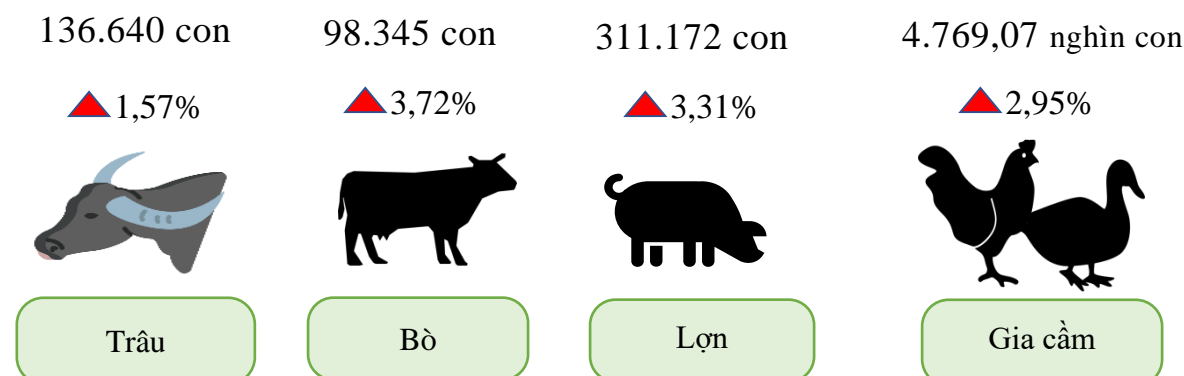 136.640 con 98.345 con 311.172 con 4.769,07 nghìn con
1,57% 3,72% 3,31% 2,95%
Trâu Bò Lợn Gia cầm